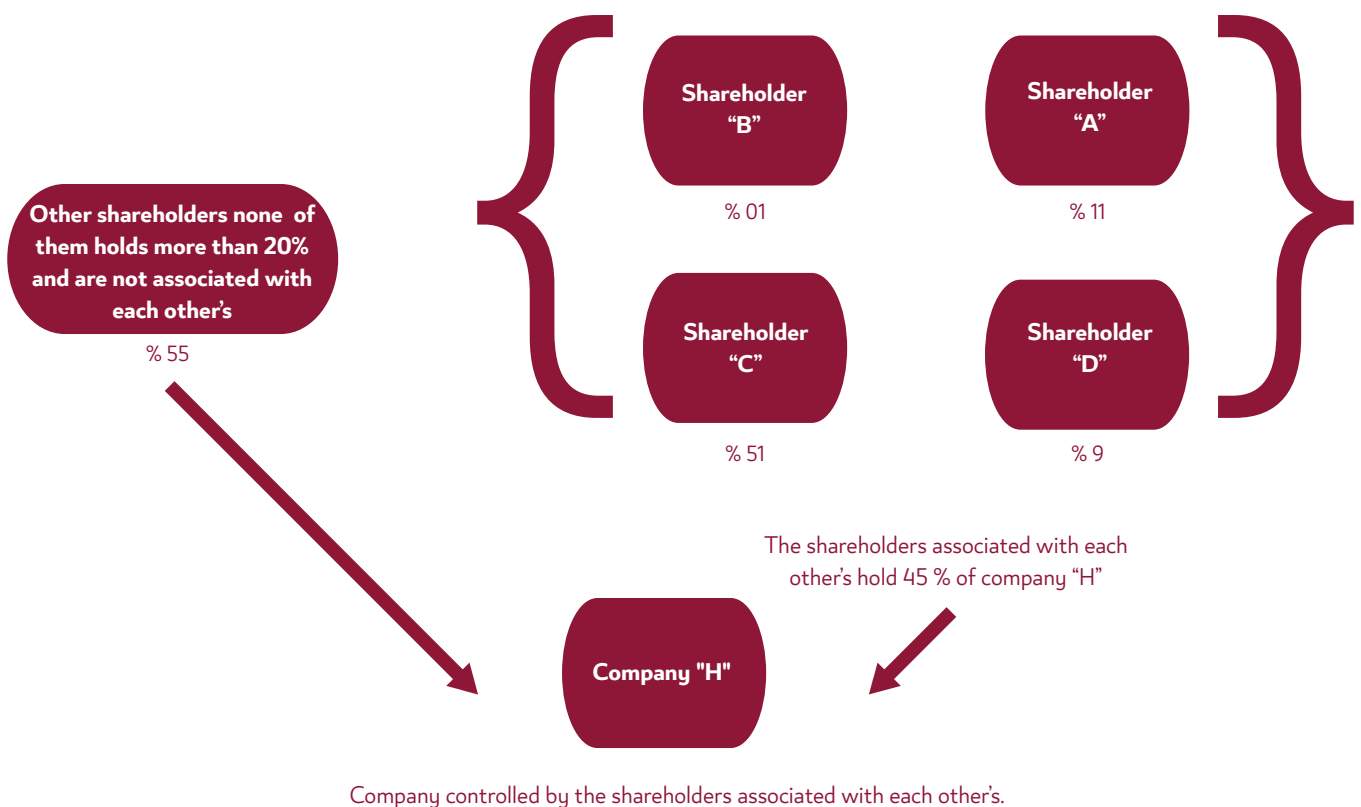 Shareholder
“B”
% 01
Shareholder
“A”
% 11
Other shareholders none of
them holds more than 20%
and are not associated with
each other’s
% 55
Shareholder
“C”
% 51
Shareholder
“D”
% 9
The shareholders associated with each
other’s hold 45 % of company “H”
Company "H"
Company controlled by the shareholders associated with each other’s.